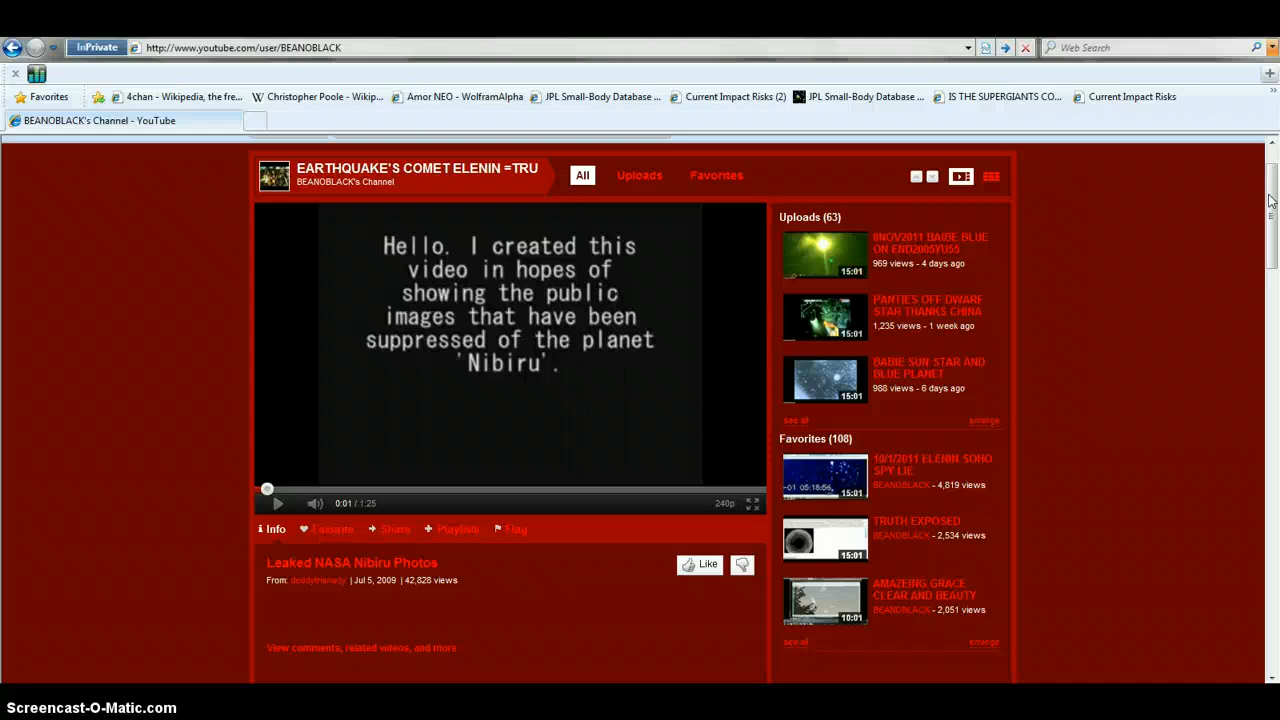 InPrivate
http://www.youtube.com/user/BEANOBLACK
Web Search
Favorites
4chan - Wikipedia, the fre...
Christopher Poole - Wikip...
Amor NEO - WolframAlpha
JPL Small-Body Database ...
Current Impact Risks (2)
JPL Small-Body Database ...
IS THE SUPERGIANTS CO...
Current Impact Risks
BEANOBLACK's Channel - YouTube
EARTHQUAKE'S COMET ELENIN =TRU
BEANOBLACK's Channel
All
Uploads
Favorites
Hello. I created this
video in hopes of
showing the public
images that have been
suppressed of the planet
'Nibiru'.
0:01 / 1:25
240p
Info
Favorite
Share
Playlists
Flag
Leaked NASA Nibiru Photos
From:
| Jul 5, 2009 | 42,828 views
Like
View comments, related videos, and more
Uploads (63)
15:01
8NOV2011 BAIBE BLUE
ON END2005YU55
969 views - 4 days ago
15:01
PANTIES OFF DWARF
STAR THANKS CHINA
1,235 views - 1 week ago
15:01
BABIE SUN STAR AND
BLUE PLANET
988 views - 6 days ago
see all
arrange
Favorites (108)
05:18:56
15:01
10/1/2011 ELENIN SOHO
SPY LIE
BEANOBLACK - 4,819 views
15:01
TRUTH EXPOSED
BEANOBLACK - 2,534 views
10:01
AMAZEING GRACE
CLEAR AND BEAUTY
BEANOBLACK - 2,051 views
see all
arrange
Screencast-O-Matic.com